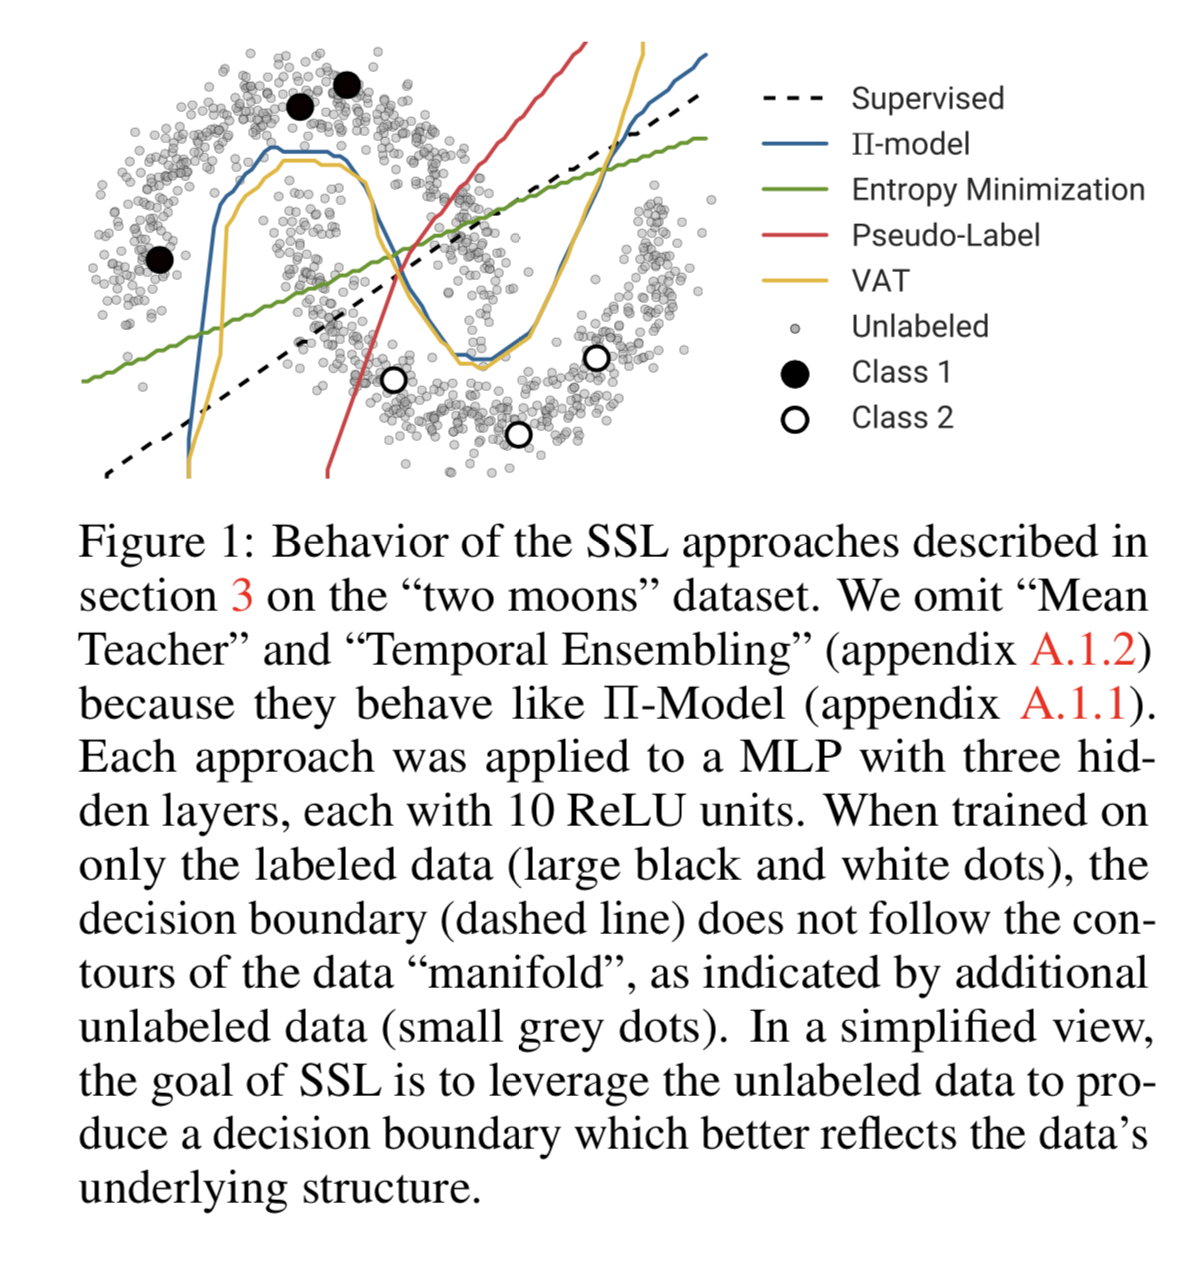 Supervised
Π-model
Entropy Minimization
Pseudo-Label
VAT
Unlabeled
Class 1
Class 2
Figure 1: Behavior of the SSL approaches described in
section 3 on the “two moons” dataset. We omit “Mean
Teacher” and “Temporal Ensembling” (appendix A.1.2)
because they behave like Π-Model (appendix A.1.1).
Each approach was applied to a MLP with three hid-
den layers, each with 10 ReLU units. When trained on
only the labeled data (large black and white dots), the
decision boundary (dashed line) does not follow the con-
tours of the data “manifold”, as indicated by additional
unlabeled data (small grey dots). In a simplified view,
the goal of SSL is to leverage the unlabeled data to pro-
duce a decision boundary which better reflects the data’s
underlying structure.